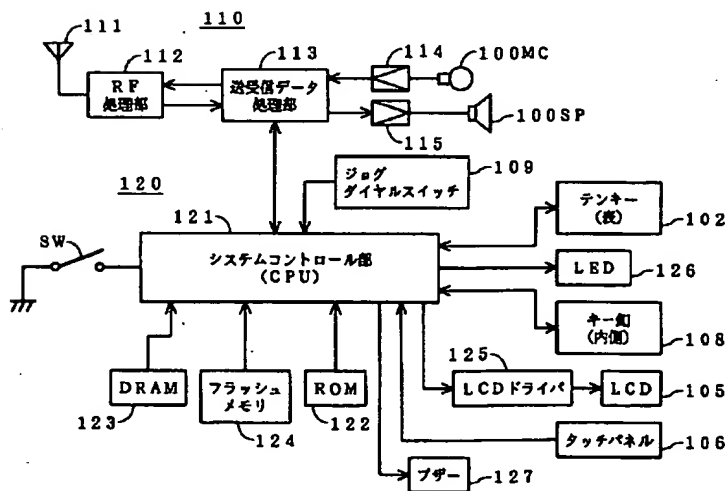 111
110
112
113
114
100MC
RF
処理部
送受信データ
処理部
100SP
115
109
120
ジョグ
ダイヤルスイッチ
121
テンキー
(表)
102
SW
システムコントロール部
(CPU)
LED
126
キー釦
(内側)
108
125
DRAM
フラッシュ
メモリ
ROM
LCDドライバ
LCD
105
123
124
122
タッチパネル
106
ブザー
127